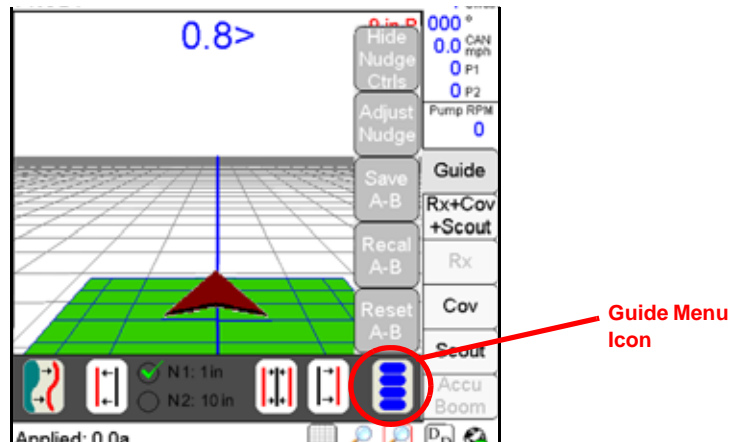 0.8>
0 in R
000 °
0.0 CAN
mph
0 P1
0 P2
Pump RPM
0
Hide
Nudge
Ctrls
Adjust
Nudge
Save
A-B
Recal
A-B
Reset
A-B
Guide
Rx+Cov
+Scout
Rx
Cov
Scout
Accu
Boom
Guide Menu
Icon
N1: 1 in
N2: 10 in
Applied: 0.0a
D D